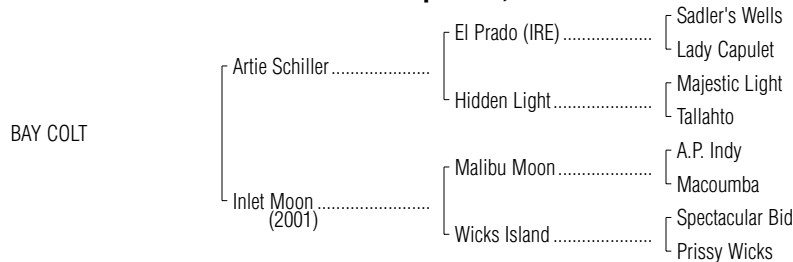 Sadler's Wells
El Prado (IRE) ....................
Lady Capulet
Artie Schiller ......................
Majestic Light
Hidden Light ......................
Tallahto
BAY COLT
A.P. Indy
Malibu Moon .....................
Macoumba
Inlet Moon .........................
(2001)
Spectacular Bid
Wicks Island ......................
Prissy Wicks